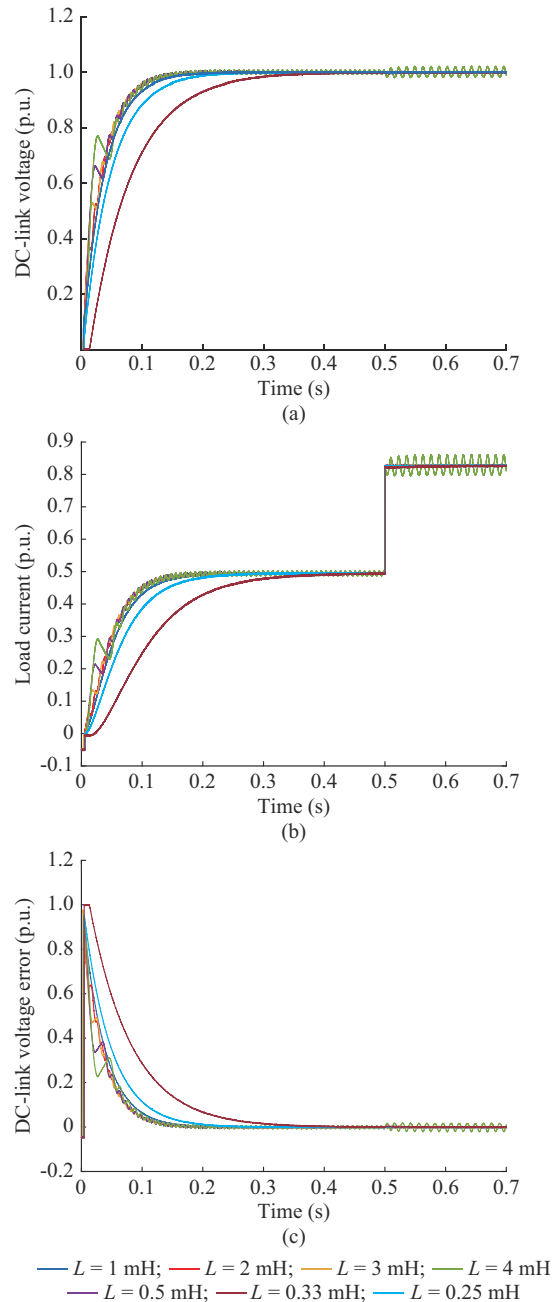 1.2
1.0
0.8
0.6
0.4
0.2
DC-link voltage (p.u.)
0 0.1 0.2 0.3 0.4 0.5 0.6 0.7
Time (s)
(a)
0.9
0.8
0.7
0.6
0.5
0.4
0.3
0.2
0.1
0
-0.1
Load current (p.u.)
0 0.1 0.2 0.3 0.4 0.5 0.6 0.7
Time (s)
(b)
1.2
1.0
0.8
0.6
0.4
0.2
0
-0.2
DC-link voltage error (p.u.)
0 0.1 0.2 0.3 0.4 0.5 0.6 0.7
Time (s)
(c)
L = 1 mH; L = 2 mH; L = 3 mH; L = 4 mH
L = 0.5 mH; L = 0.33 mH; L = 0.25 mH